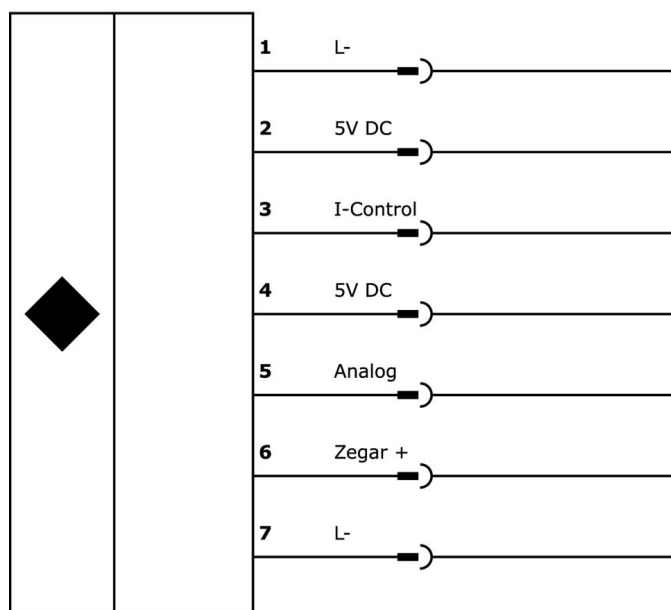 1 L-
2 5V DC
3 I-Control
4 5V DC
5 Analog
6 Zegar +
7 L-